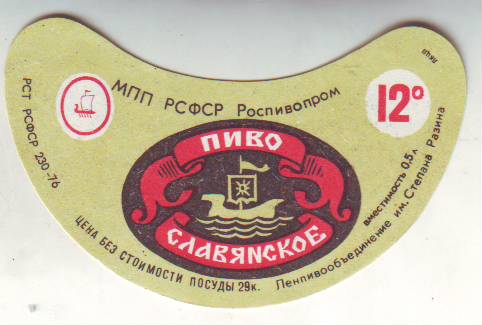 МПП РСФСР Роспивопром
12°
РСТ РСФСР 230-76
ПИВО
СЛАВЯНСКОЕ
ЦЕНА БЕЗ СТОИМОСТИ ПОСУДЫ 29к.
вместимость 0,5л
Ленпивообъединение им. Степана Разина